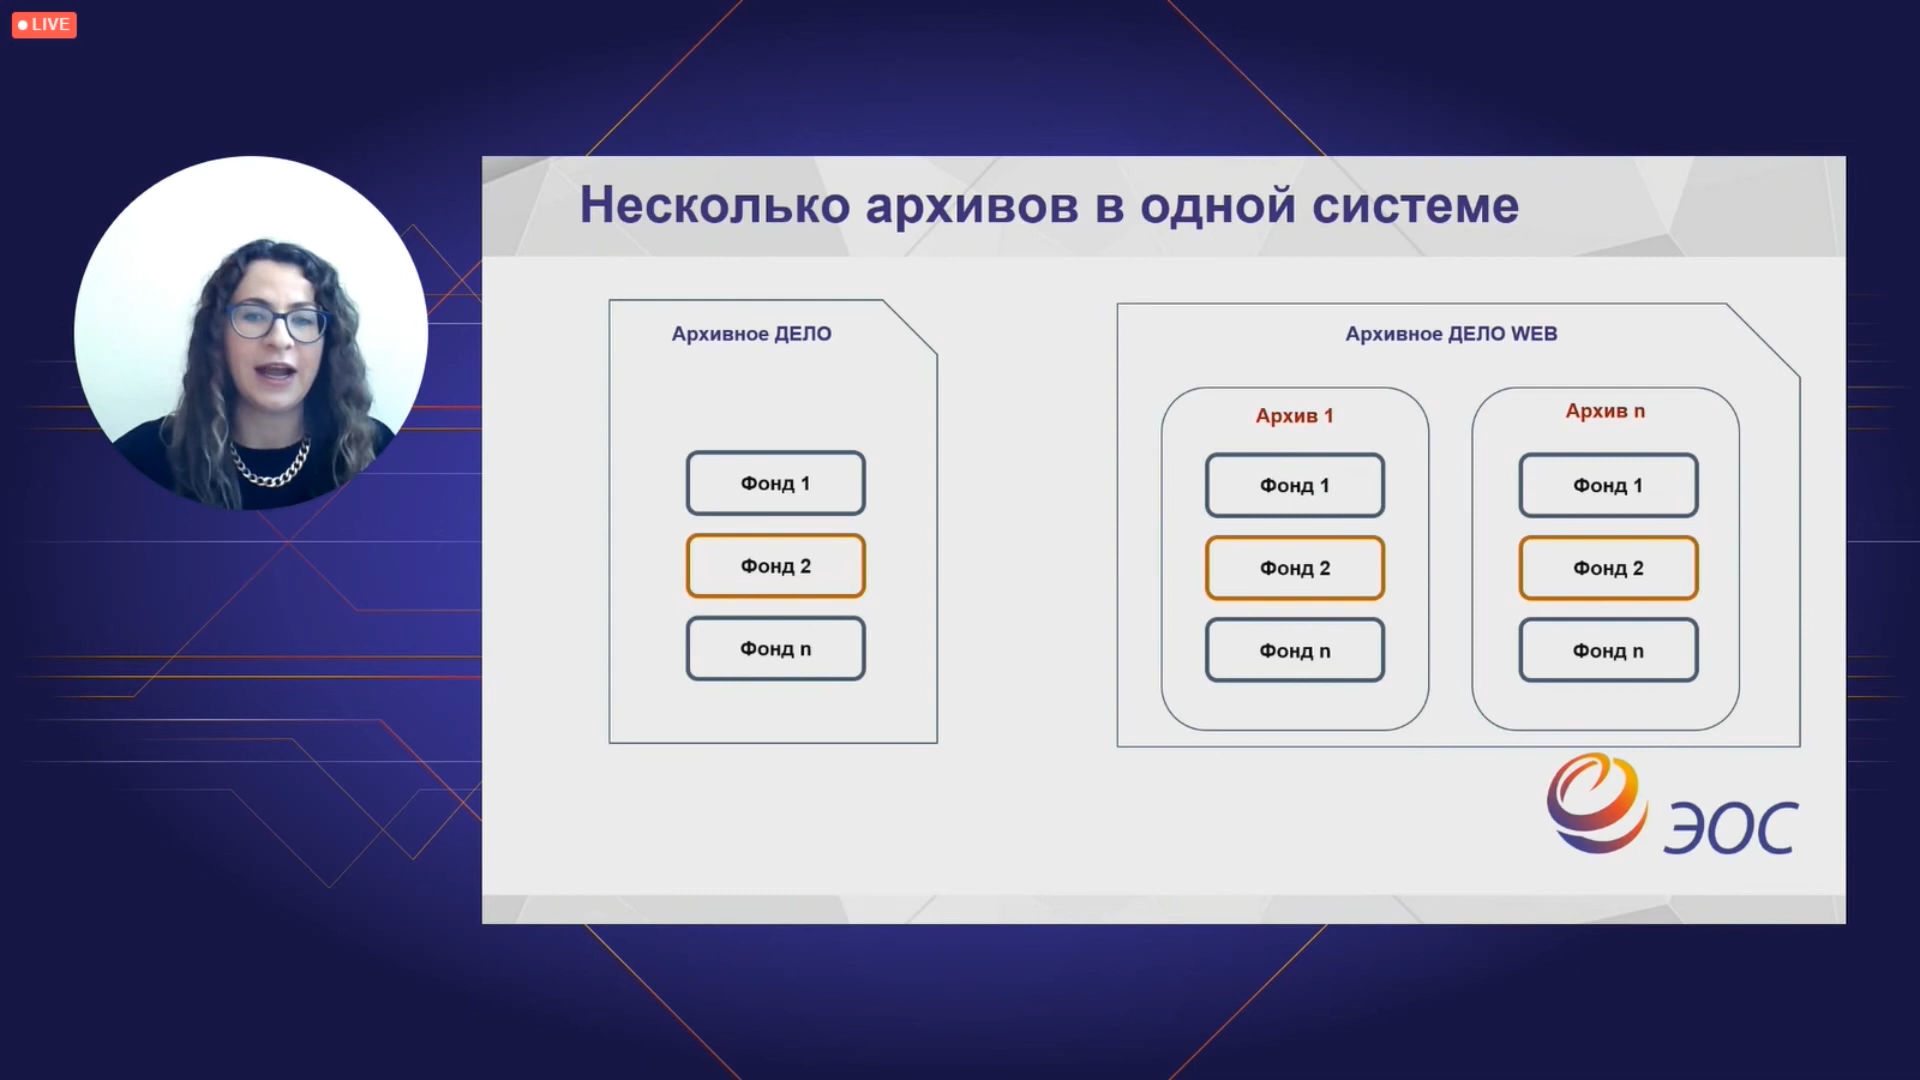 LIVE
Несколько архивов в одной системе
Архивное ДЕЛО
Фонд 1
Фонд 2
Фонд n
Архивное ДЕЛО WEB
Архив 1
Фонд 1
Фонд 2
Фонд n
Архив n
Фонд 1
Фонд 2
Фонд n
ЭОС